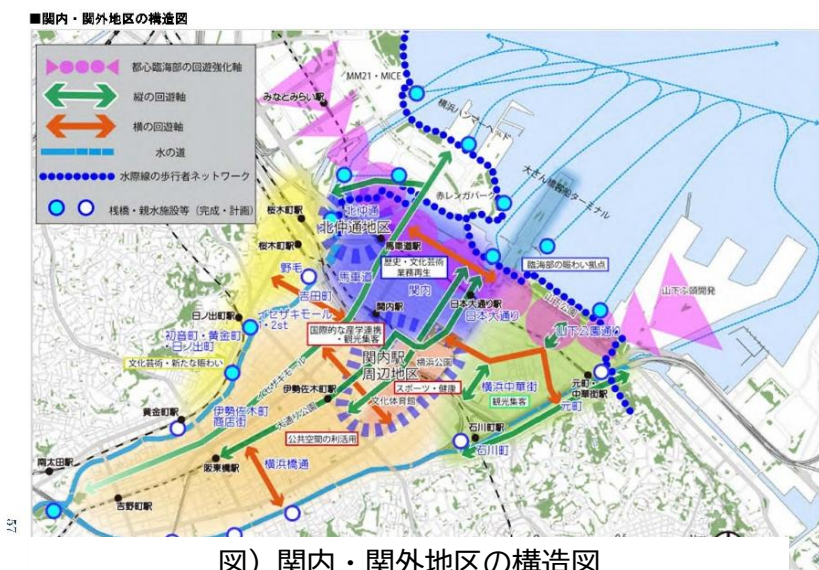 ■関内・関外地区の構造図
都心臨海部の回遊強化軸
縦の回遊軸
横の回遊軸
水の道
水際線の歩行者ネットワーク
桟橋・親水施設等（完成・計画）
MM21・MICE
みなとみらい駅
横浜ハンマーヘッド
大さん橋客船ターミナル
赤レンガパーク
桜木町駅
桜木町駅
北仲通
北仲通地区
馬車道駅
歴史・文化芸術
業務再生
臨海部の賑わい拠点
山下ふ頭開発
野毛
馬車道
関内
吉田町
関内駅
日本大通り駅
日本大通り
山下公園
山下公園通り
日ノ出町駅
初音町・黄金町
・日ノ出町
セザキモール
1・2st
国際的な産学連携
・観光集客
文化芸術・新たな賑わい
関内駅
周辺地区
横浜公園
スポーツ・健康
横浜中華街
観光集客
元町・
中華街駅
元町
イセザキモール
伊勢佐木町駅
文化体育館
大通り公園
黄金町駅
伊勢佐木町
商店街
公共空間の利活用
石川町駅
石川町
南太田駅
阪東橋駅
横浜橋通
吉野町駅
57
図）関内・関外地区の構造図